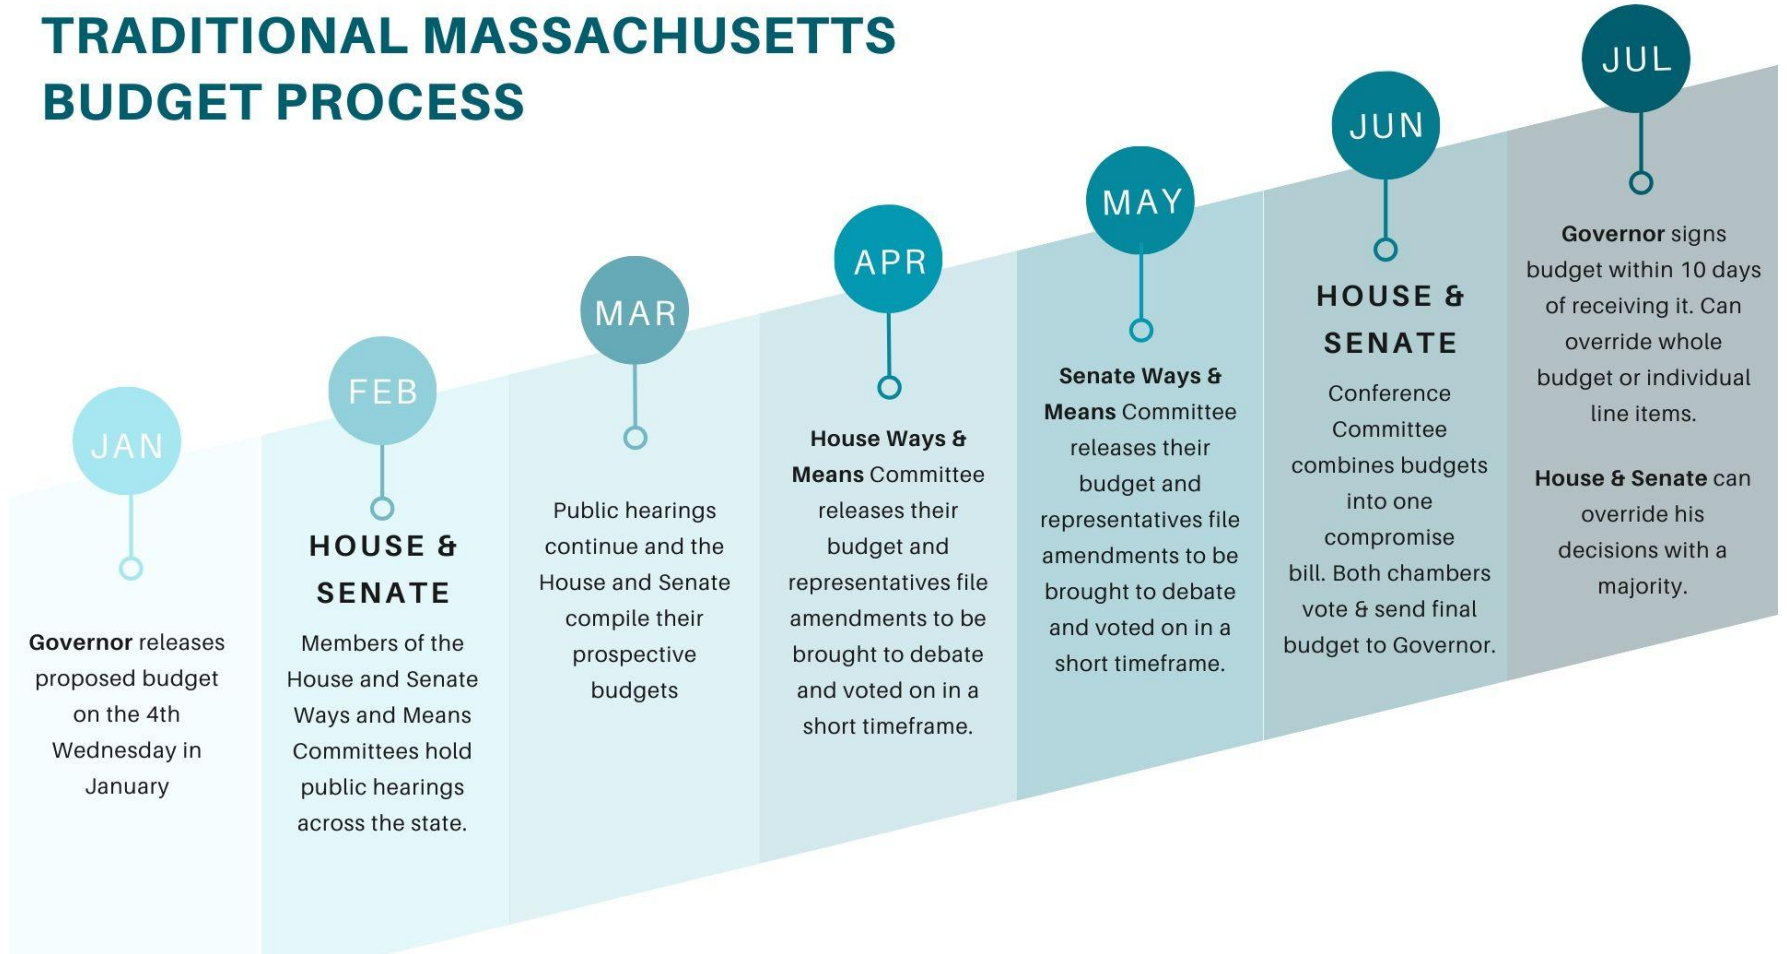 TRADITIONAL MASSACHUSETTS
BUDGET PROCESS
JAN
Governor releases
proposed budget
on the 4th
Wednesday in
January
FEB
HOUSE &
SENATE
Members of the
House and Senate
Ways and Means
Committees hold
public hearings
across the state.
MAR
Public hearings
continue and the
House and Senate
compile their
prospective
budgets
APR
House Ways &
Means Committee
releases their
budget and
representatives file
amendments to be
brought to debate
and voted on in a
short timeframe.
MAY
Senate Ways &
Means Committee
releases their
budget and
representatives file
amendments to be
brought to debate
and voted on in a
short timeframe.
JUN
HOUSE &
SENATE
Conference
Committee
combines budgets
into one
compromise
bill. Both chambers
vote & send final
budget to Governor.
JUL
Governor signs
budget within 10 days
of receiving it. Can
override whole
budget or individual
line items.
House & Senate can
override his
decisions with a
majority.